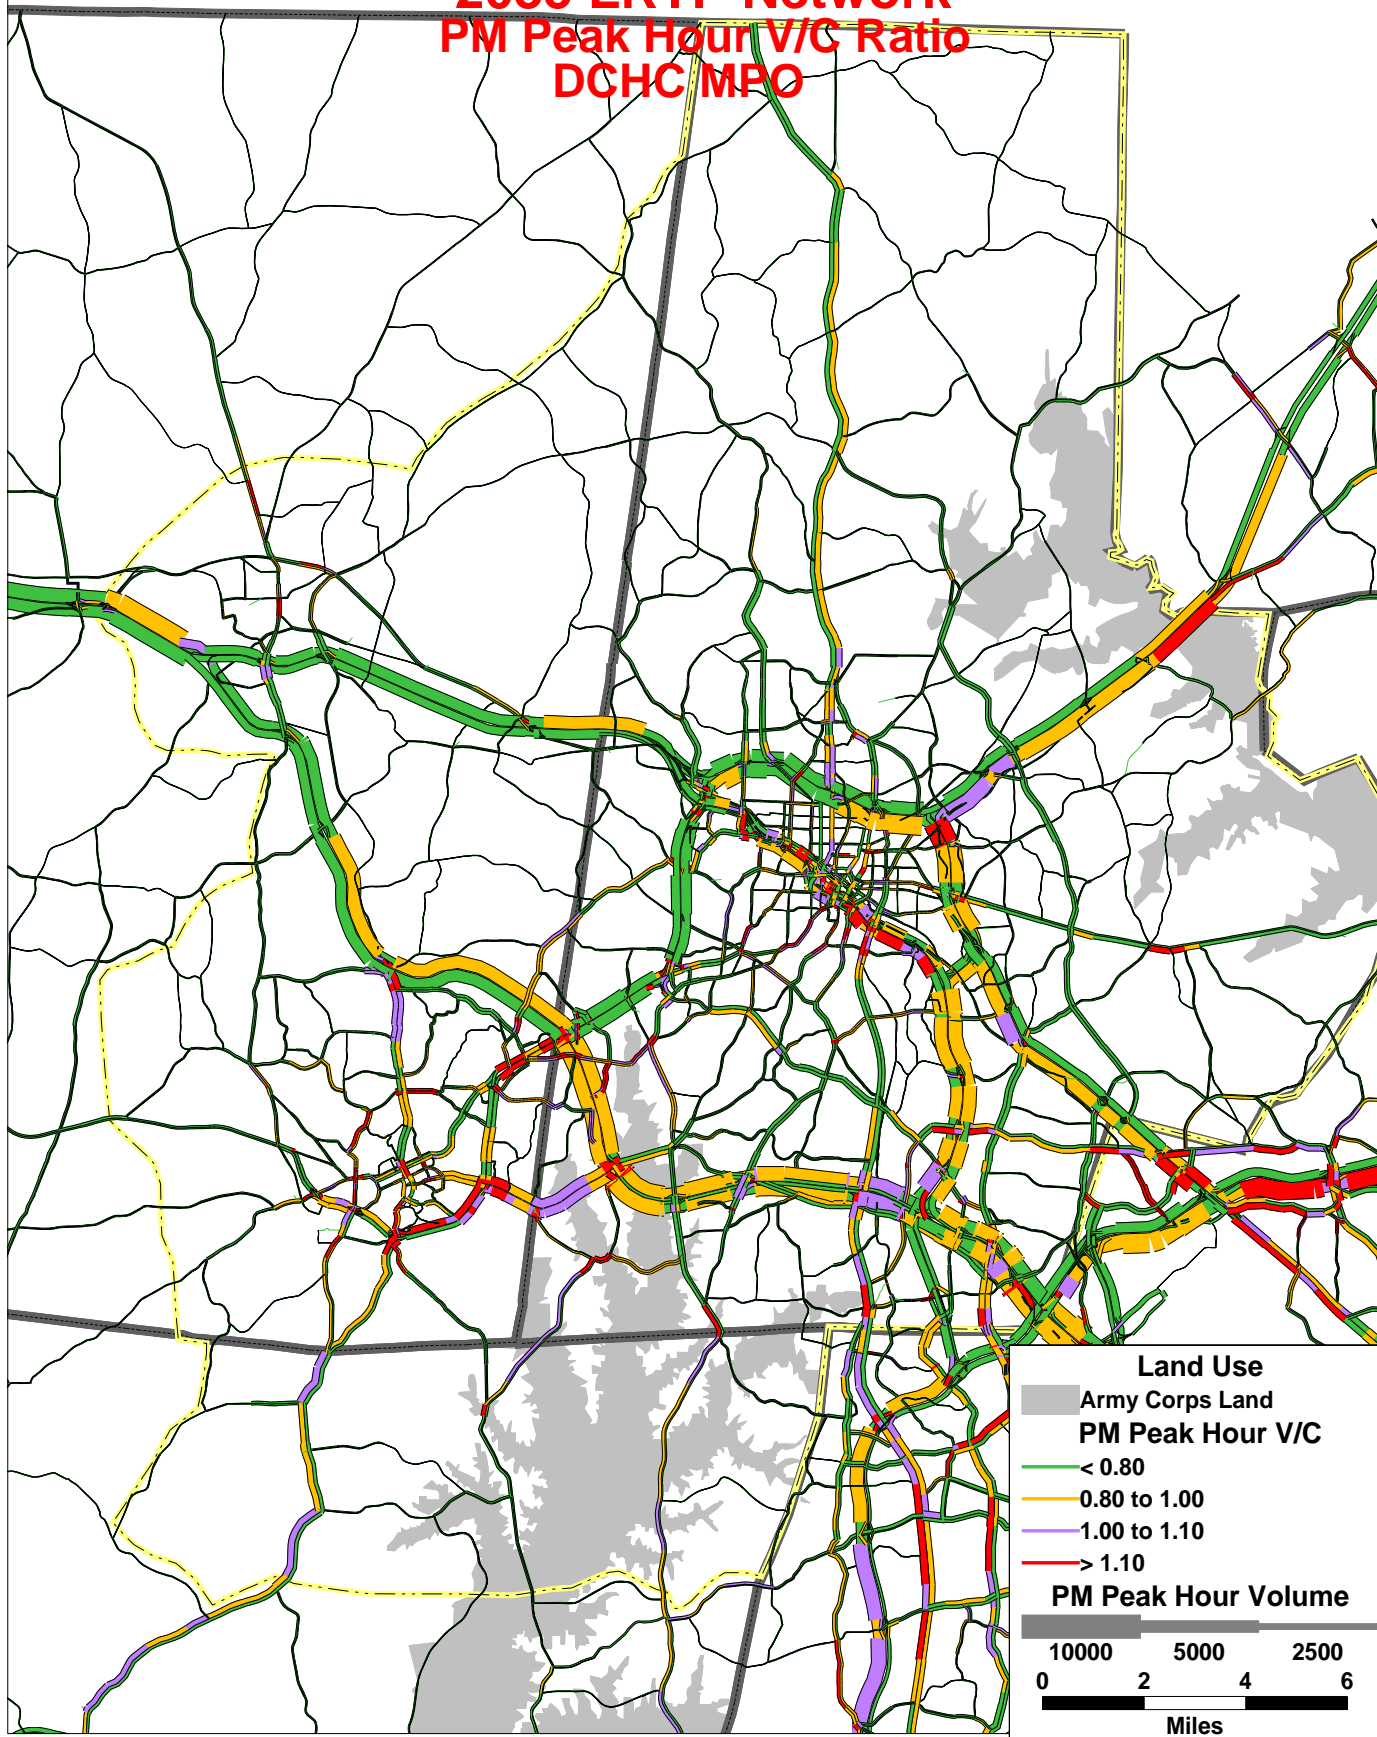 PM Peak Hour V/C Ratio
DCHC MPO
Land Use
Army Corps Land
PM Peak Hour V/C
< 0.80
0.80 to 1.00
1.00 to 1.10
> 1.10
PM Peak Hour Volume
10000 5000 2500
0 2 4 6
Miles